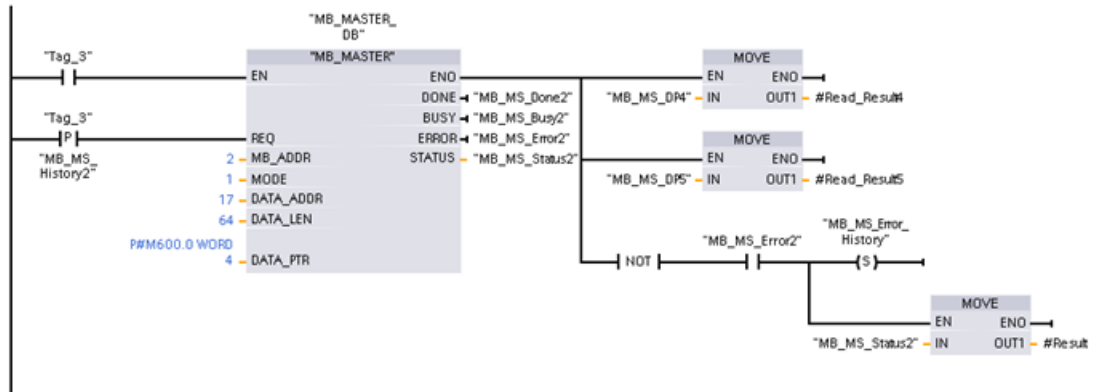 "MB_MASTER_
DB"
"Tag_3"
"MB_MASTER"
MOVE
EN
ENO
EN
ENO
DONE
"MB_MS_Done2"
"MB_MS_DP4"
IN
OUT1
#Read_Result4
"Tag_3"
BUSY
"MB_MS_Busy2"
P
REQ
ERROR
"MB_MS_Error2"
MOVE
"MB_MS_
History2"
2
MB_ADDR
STATUS
"MB_MS_Status2"
EN
ENO
1
MODE
"MB_MS_DP5"
IN
OUT1
#Read_Result5
17
DATA_ADDR
64
DATA_LEN
"MB_MS_Error_
History"
P#M600.0 WORD
4
DATA_PTR
"MB_MS_Error2"
NOT
S
MOVE
EN
ENO
"MB_MS_Status2"
IN
OUT1
#Result